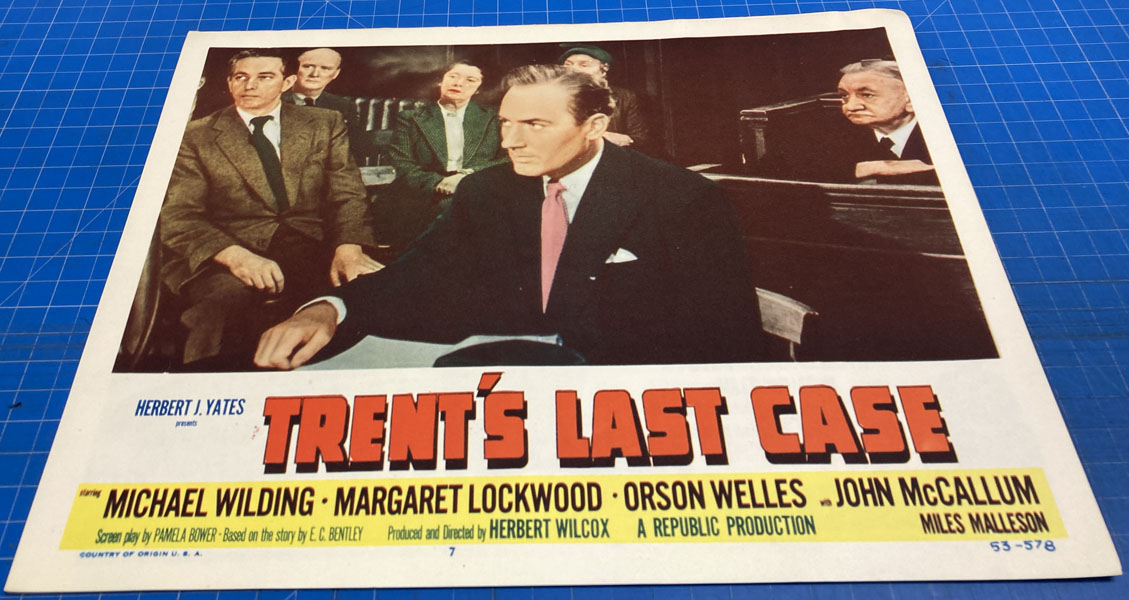 HERBERT J. YATES
presents
TRENT'S LAST CASE
starring MICHAEL WILDING · MARGARET LOCKWOOD · ORSON WELLES with JOHN McCALLUM
MILES MALLESON
Screen play by PAMELA BOWER · Based on the story by E. C. BENTLEY Produced and Directed by HERBERT WILCOX A REPUBLIC PRODUCTION
COUNTRY OF ORIGIN U. S. A.
7
53-578